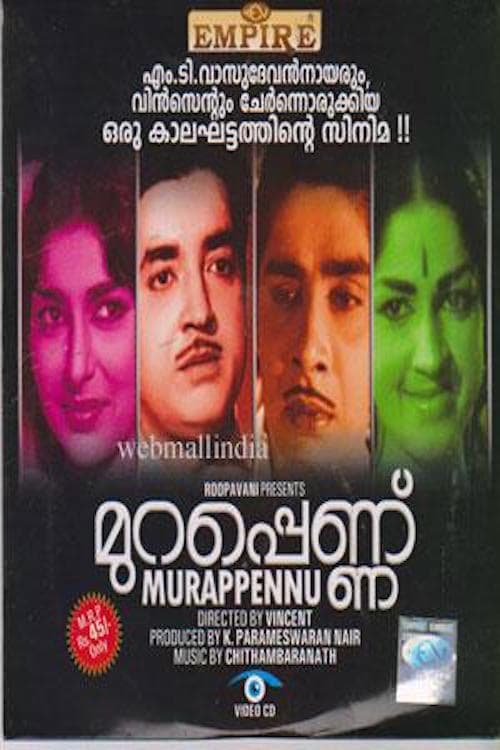 EMPIRE
®
എം.ടി.വാസുദേവൻനായരും,
വിൻസെന്റും ചേർന്നൊരുക്കിയ
ഒരു കാലഘട്ടത്തിന്റെ സിനിമ !!
webmallindia
ROOPAVANI PRESENTS
മുറപ്പെണ്ണ്
MURAPPENNU
DIRECTED BY VINCENT
PRODUCED BY K. PARAMESWARAN NAIR
MUSIC BY CHITHAMBARANATH
M.R.P
Rs.45/-
Only
VIDEO CD